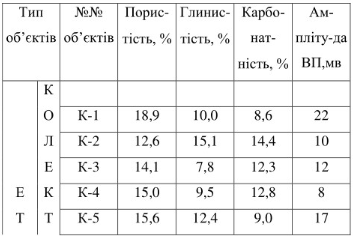 Тип №№ Порис- Глинис- Карбо- Ам-
об’єктів об’єктів тість, % тість, % нат- пліту-да
ність, % ВП,мв
К
О К-1 18,9 10,0 8,6 22
Л К-2 12,6 15,1 14,4 10
Е К-3 14,1 7,8 12,3 12
Е К К-4 15,0 9,5 12,8 8
Т Т К-5 15,6 12,4 9,0 17